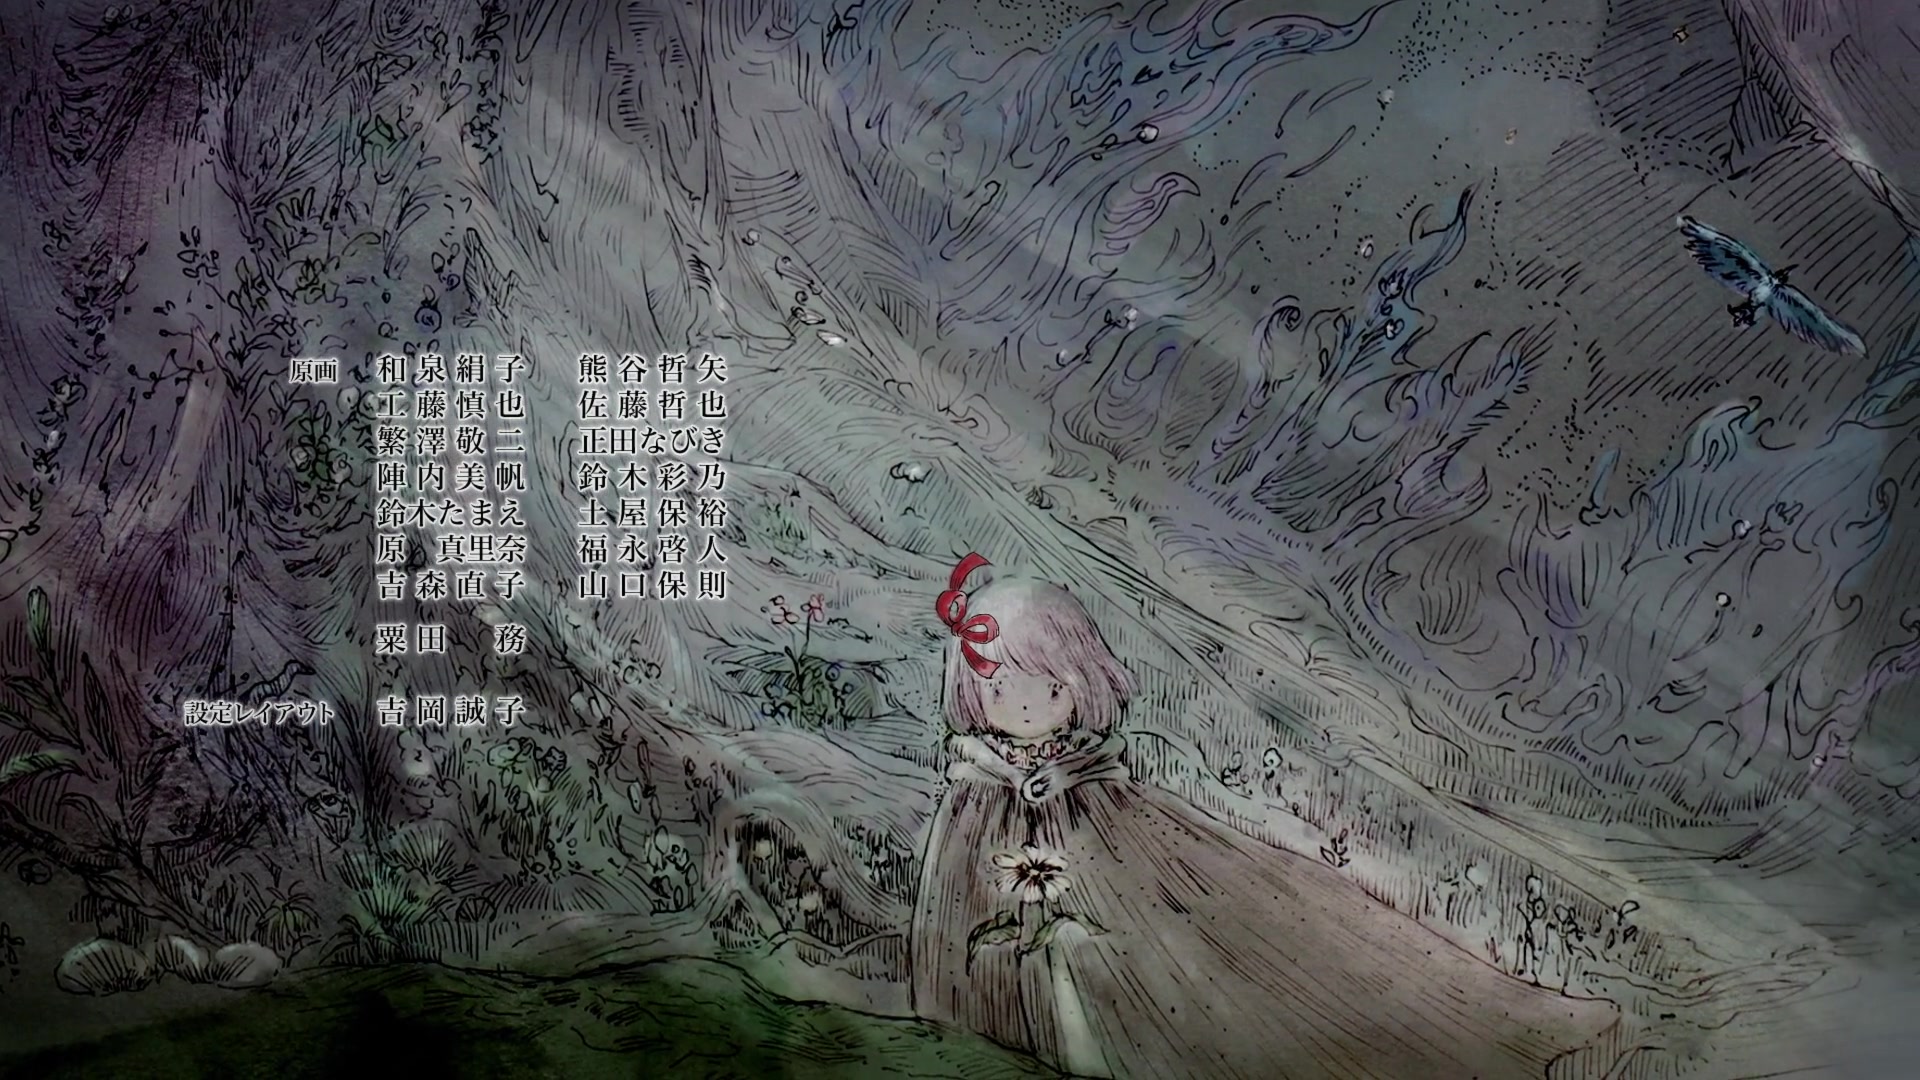 原画 和泉絹子 熊谷哲矢
工藤慎也 佐藤哲也
繁澤敬二 正田なびき
陣内美帆 鈴木彩乃
鈴木たまえ 土屋保裕
原 真里奈 福永啓人
吉森直子 山口保則
粟田 務
設定レイアウト 吉岡誠子